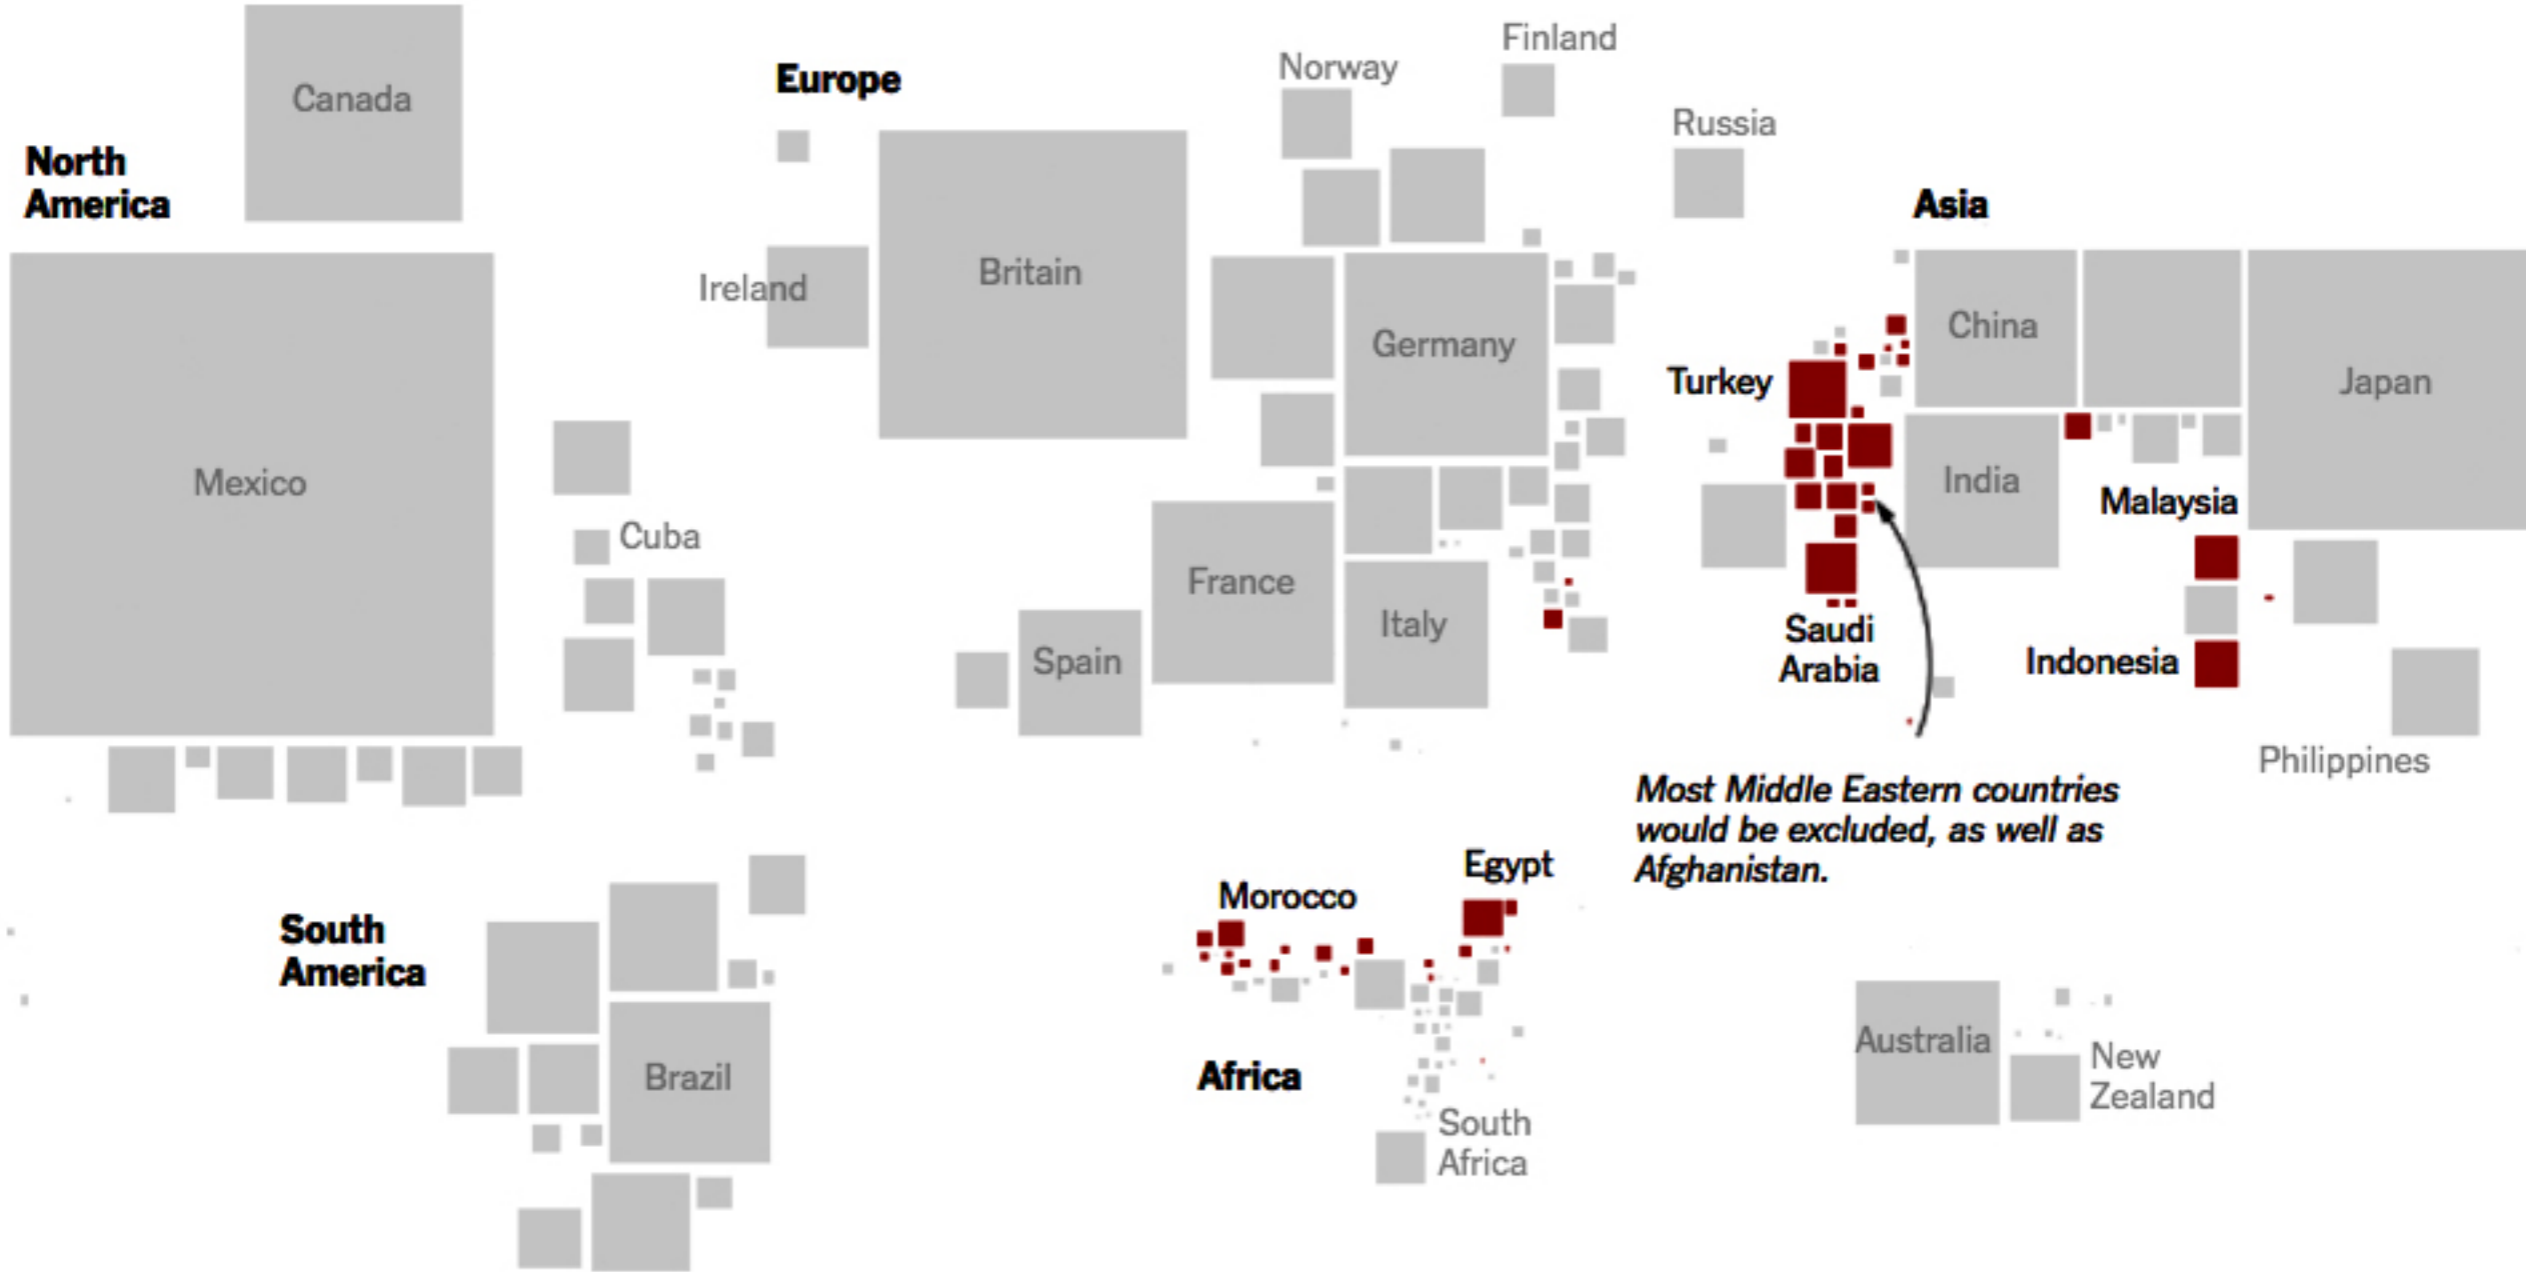 Canada
North
America
Mexico
Cuba
Europe
Norway
Finland
Ireland
Britain
Germany
France
Spain
Italy
Russia
Asia
China
Japan
Turkey
India
Malaysia
Saudi
Arabia
Indonesia
Philippines
Most Middle Eastern countries
would be excluded, as well as
Afghanistan.
South
America
Brazil
Morocco
Egypt
Africa
South
Africa
Australia
New
Zealand